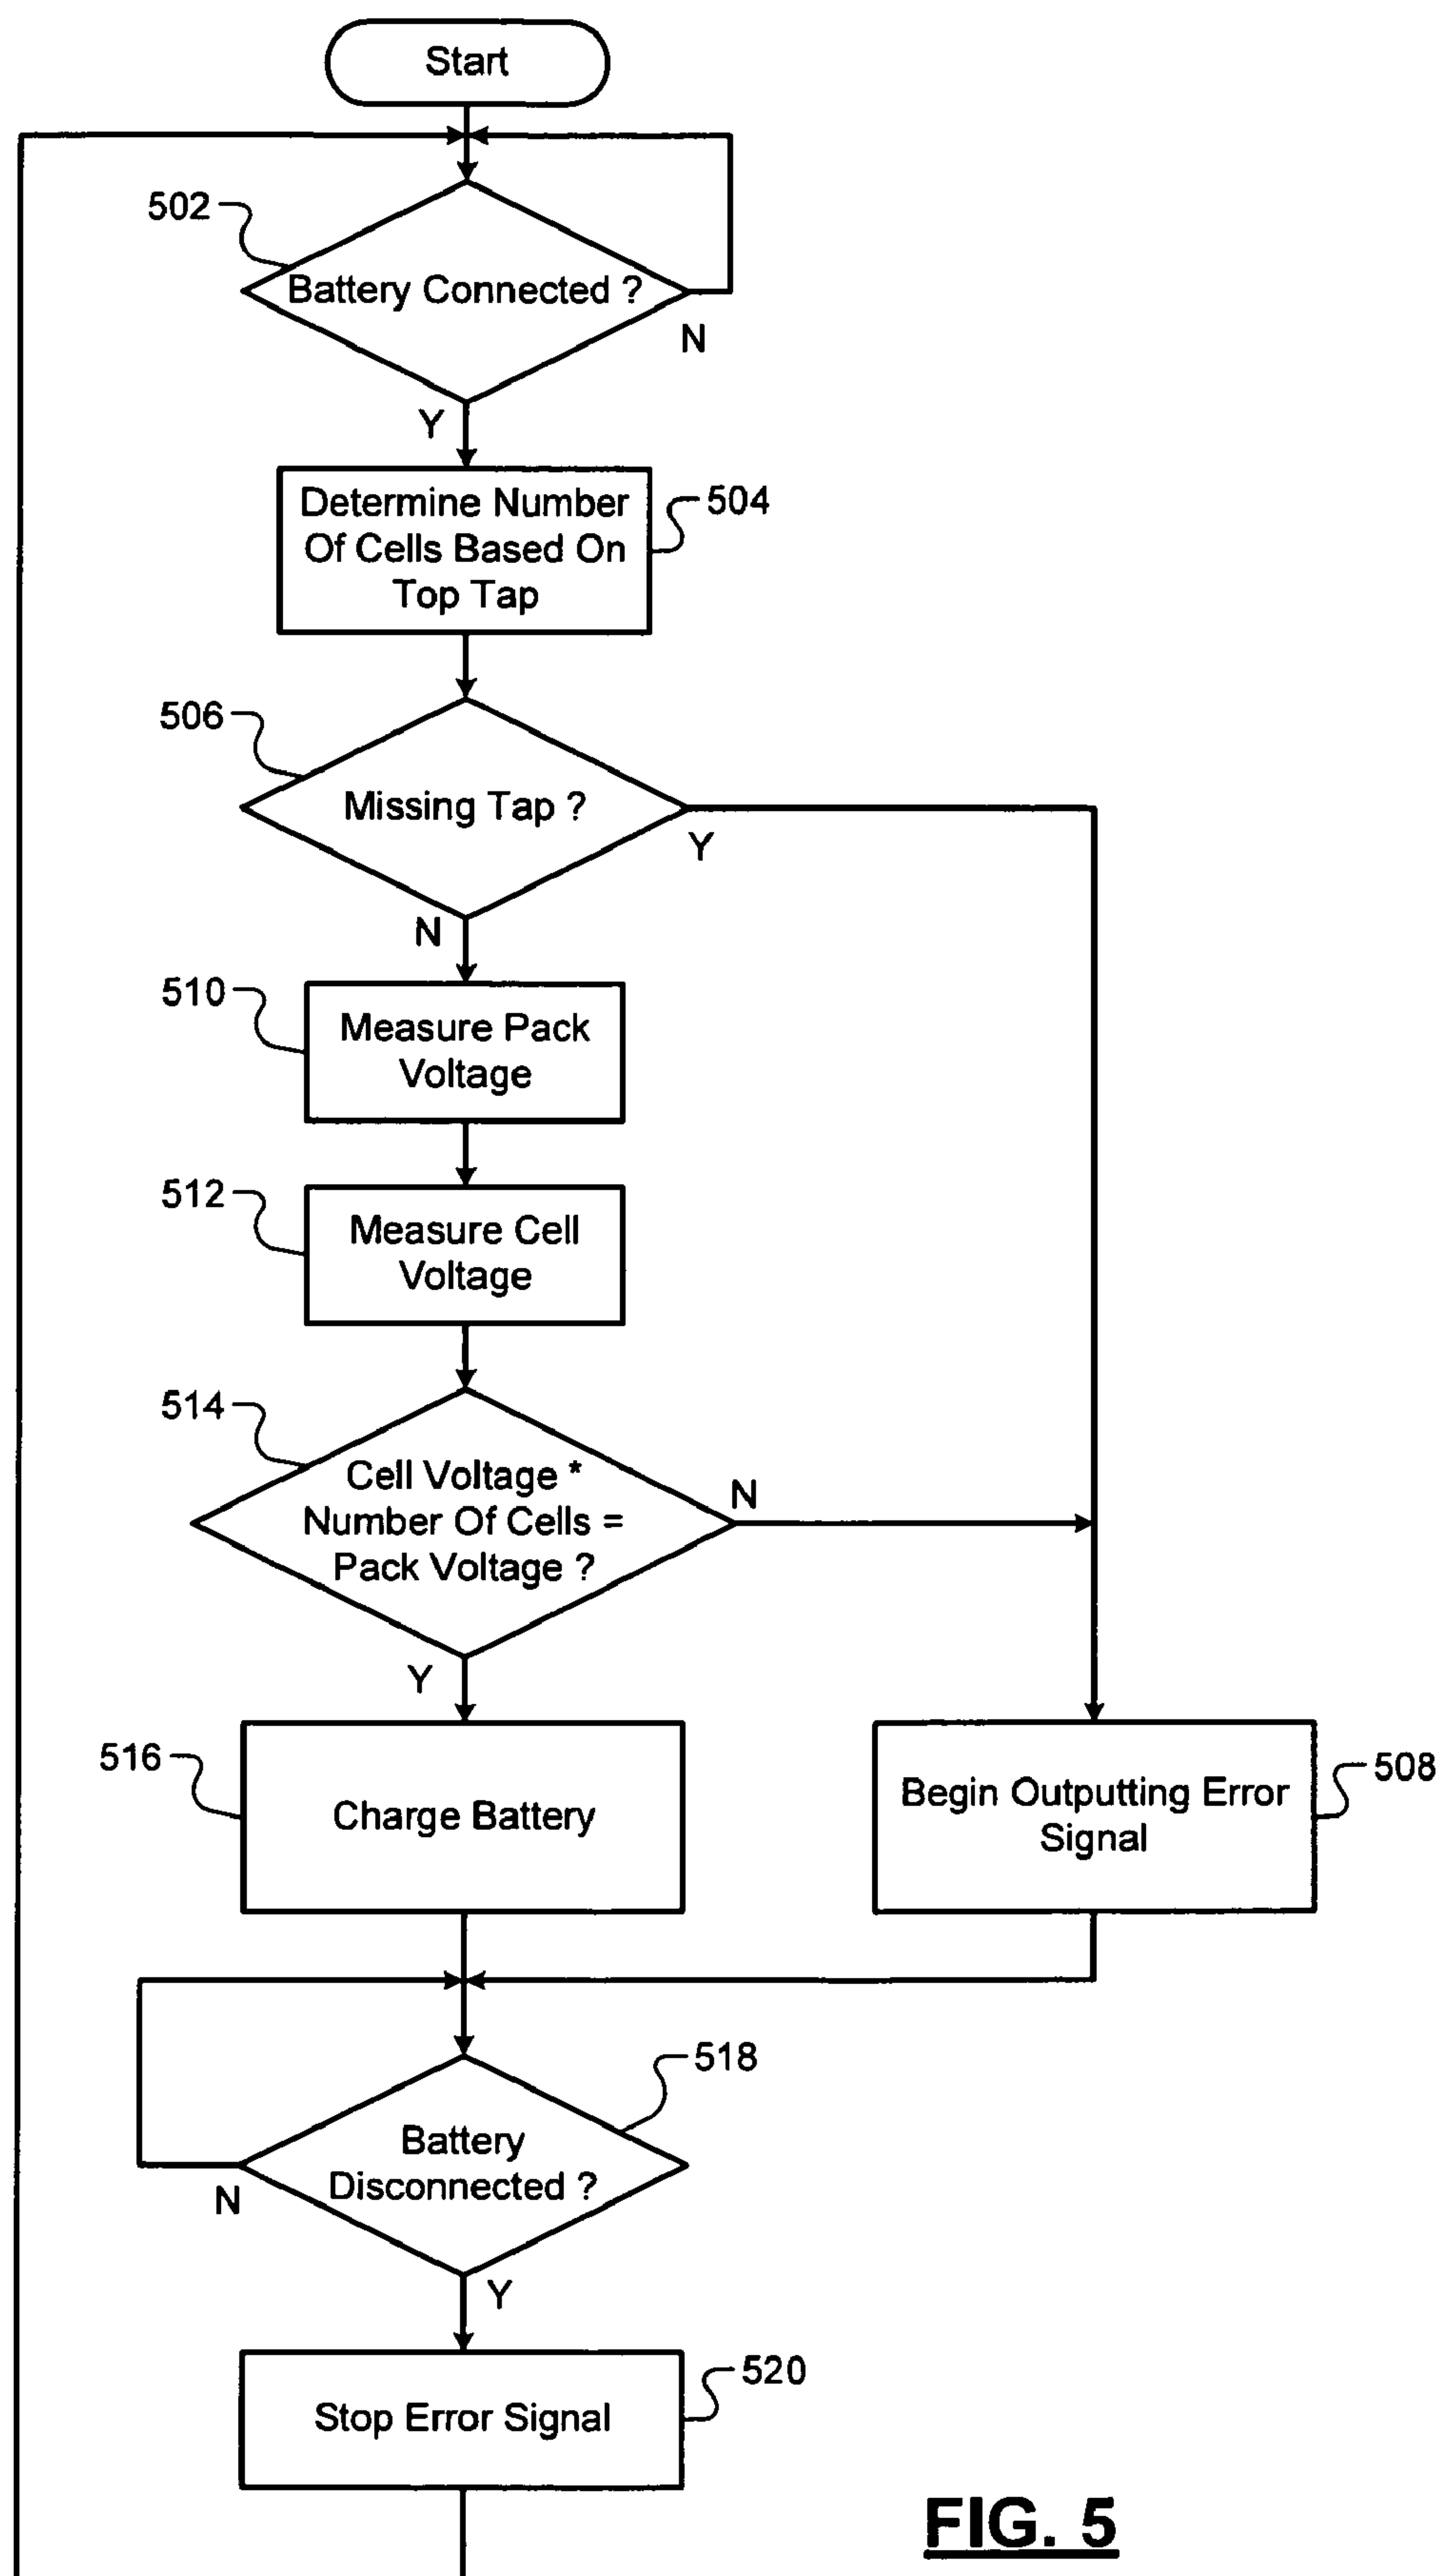 Start
502
Battery Connected ?
N
Y
Determine Number
Of Cells Based On
Top Tap
504
506
Missing Tap ?
Y
N
510
Measure Pack
Voltage
512
Measure Cell
Voltage
514
Cell Voltage *
Number Of Cells =
Pack Voltage ?
N
Y
516
Charge Battery
Begin Outputting Error
Signal
508
518
Battery
Disconnected ?
N
Y
520
Stop Error Signal
FIG. 5